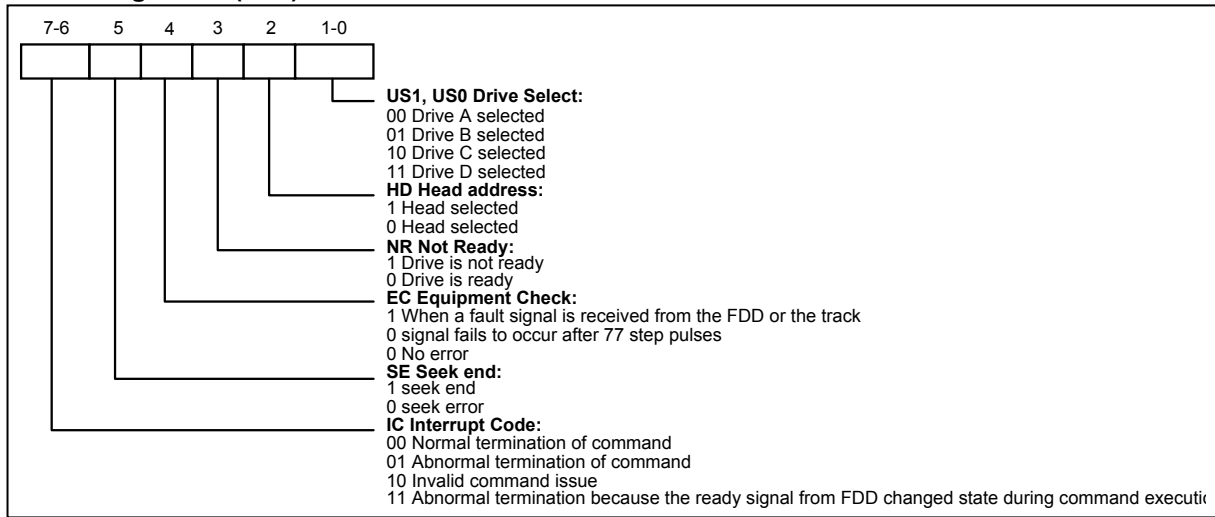 7-6 5 4 3 2 1-0
US1, US0 Drive Select:
00 Drive A selected
01 Drive B selected
10 Drive C selected
11 Drive D selected
HD Head address:
1 Head selected
0 Head selected
NR Not Ready:
1 Drive is not ready
0 Drive is ready
EC Equipment Check:
1 When a fault signal is received from the FDD or the track
0 signal fails to occur after 77 step pulses
0 No error
SE Seek end:
1 seek end
0 seek error
IC Interrupt Code:
00 Normal termination of command
01 Abnormal termination of command
10 Invalid command issue
11 Abnormal termination because the ready signal from FDD changed state during command